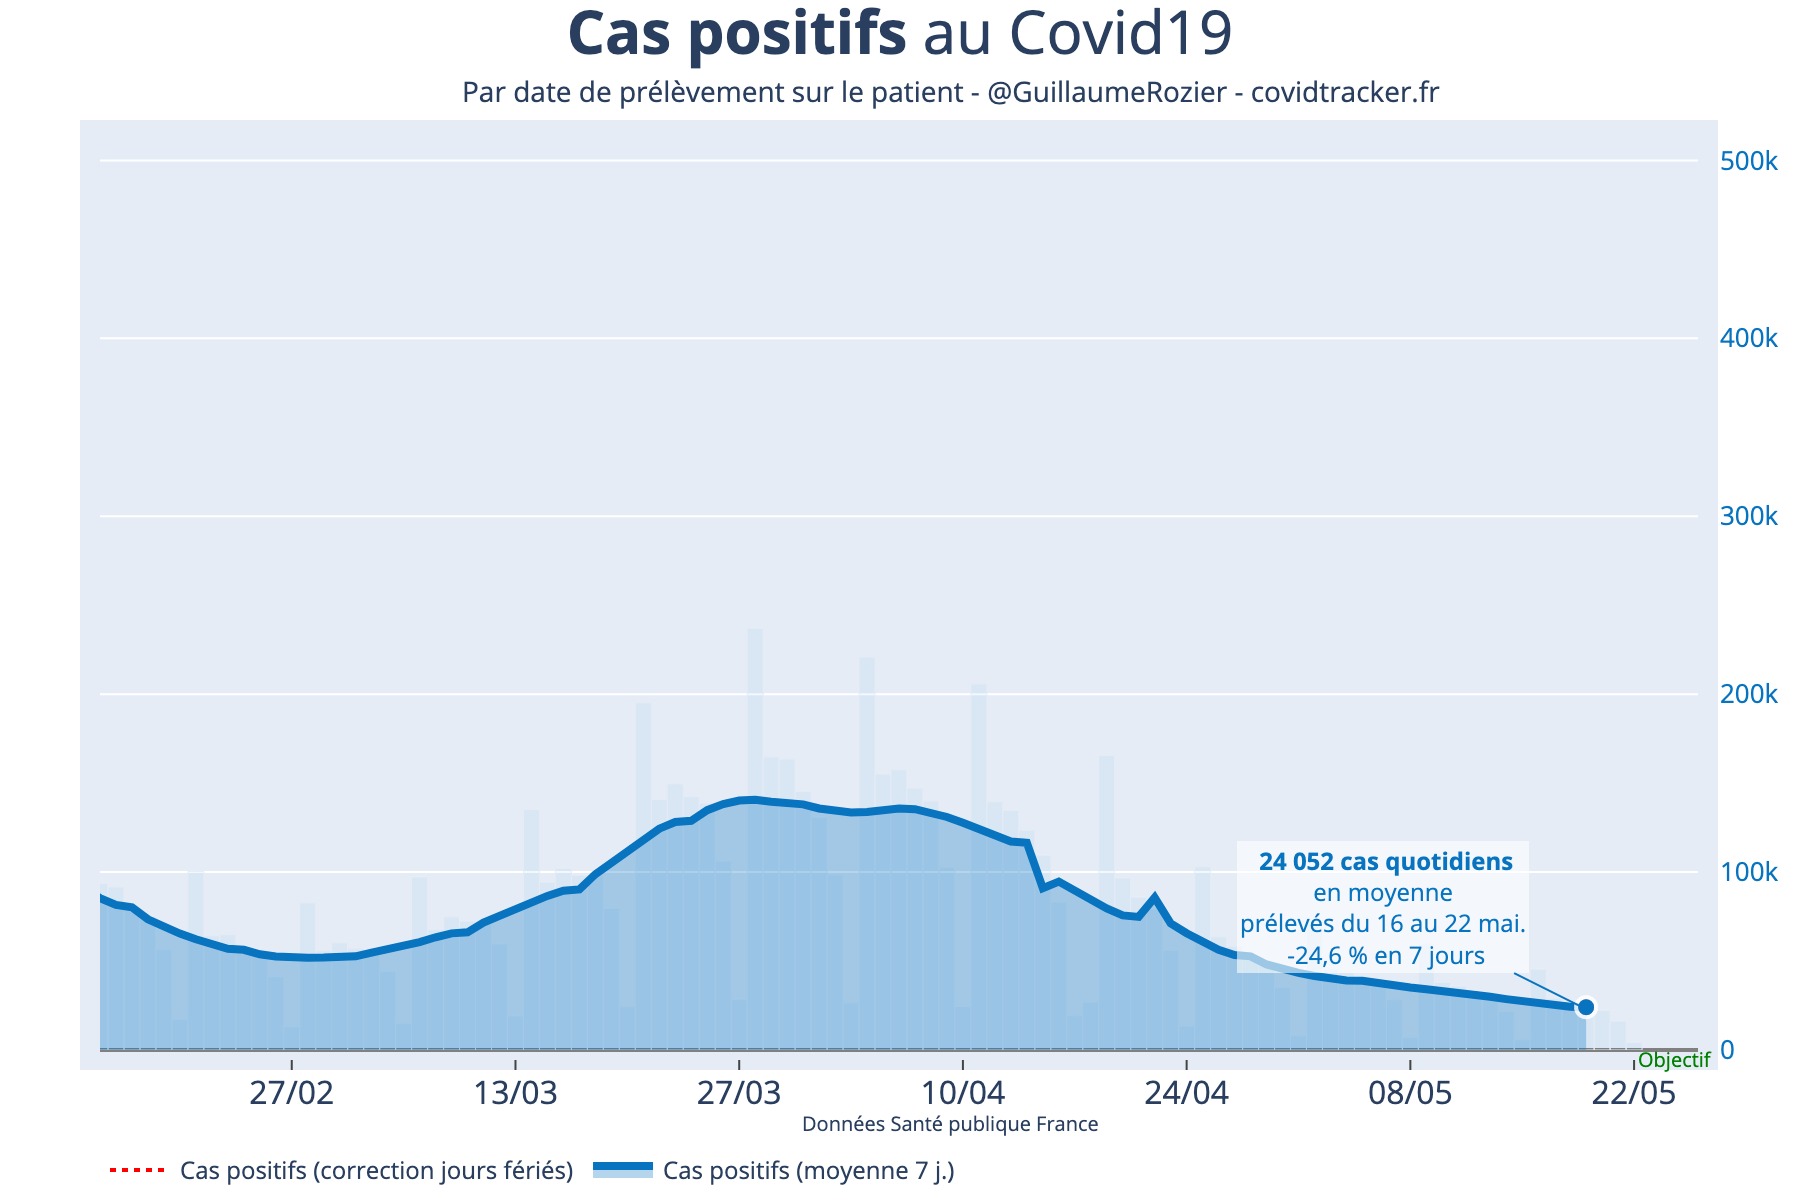 Cas positifs au Covid19
Par date de prélèvement sur le patient - @GuillaumeRozier - covidtracker.fr
500k
400k
300k
200k
100k
24 052 cas quotidiens
en moyenne
prélevés du 16 au 22 mai.
-24,6 % en 7 jours
0
Objectif
27/02 13/03 27/03 10/04 24/04 08/05 22/05
Données Santé publique France
Cas positifs (correction jours fériés) Cas positifs (moyenne 7 j.)